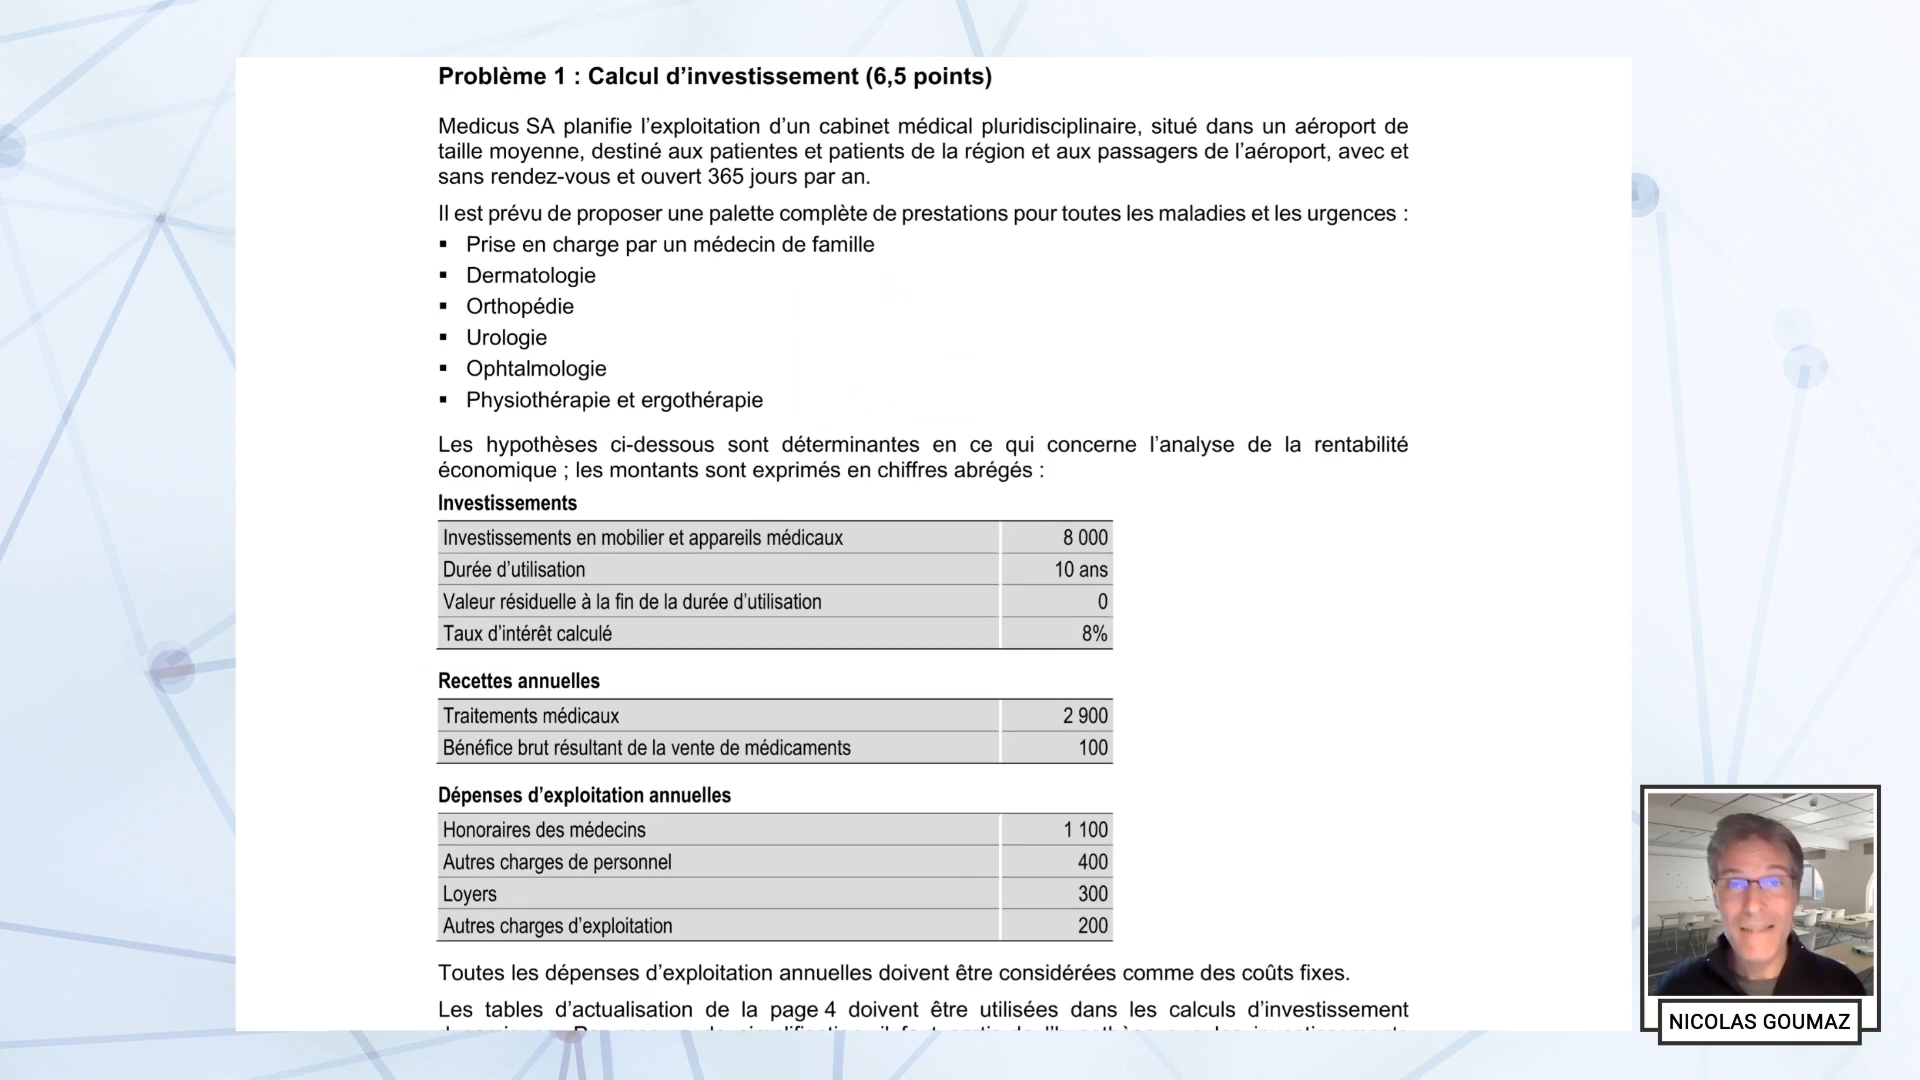 Problème 1 : Calcul d’investissement (6,5 points)
Medicus SA planifie l’exploitation d’un cabinet médical pluridisciplinaire, situé dans un aéroport de
taille moyenne, destiné aux patientes et patients de la région et aux passagers de l’aéroport, avec et
sans rendez-vous et ouvert 365 jours par an.
Il est prévu de proposer une palette complète de prestations pour toutes les maladies et les urgences :
▪ Prise en charge par un médecin de famille
▪ Dermatologie
▪ Orthopédie
▪ Urologie
▪ Ophtalmologie
▪ Physiothérapie et ergothérapie
Les hypothèses ci-dessous sont déterminantes en ce qui concerne l’analyse de la rentabilité
économique ; les montants sont exprimés en chiffres abrégés :
Investissements
Investissements en mobilier et appareils médicaux 8 000
Durée d’utilisation 10 ans
Valeur résiduelle à la fin de la durée d’utilisation 0
Taux d’intérêt calculé 8%
Recettes annuelles
Traitements médicaux 2 900
Bénéfice brut résultant de la vente de médicaments 100
Dépenses d’exploitation annuelles
Honoraires des médecins 1 100
Autres charges de personnel 400
Loyers 300
Autres charges d’exploitation 200
Toutes les dépenses d’exploitation annuelles doivent être considérées comme des coûts fixes.
Les tables d’actualisation de la page 4 doivent être utilisées dans les calculs d’investissement
NICOLAS GOUMAZ